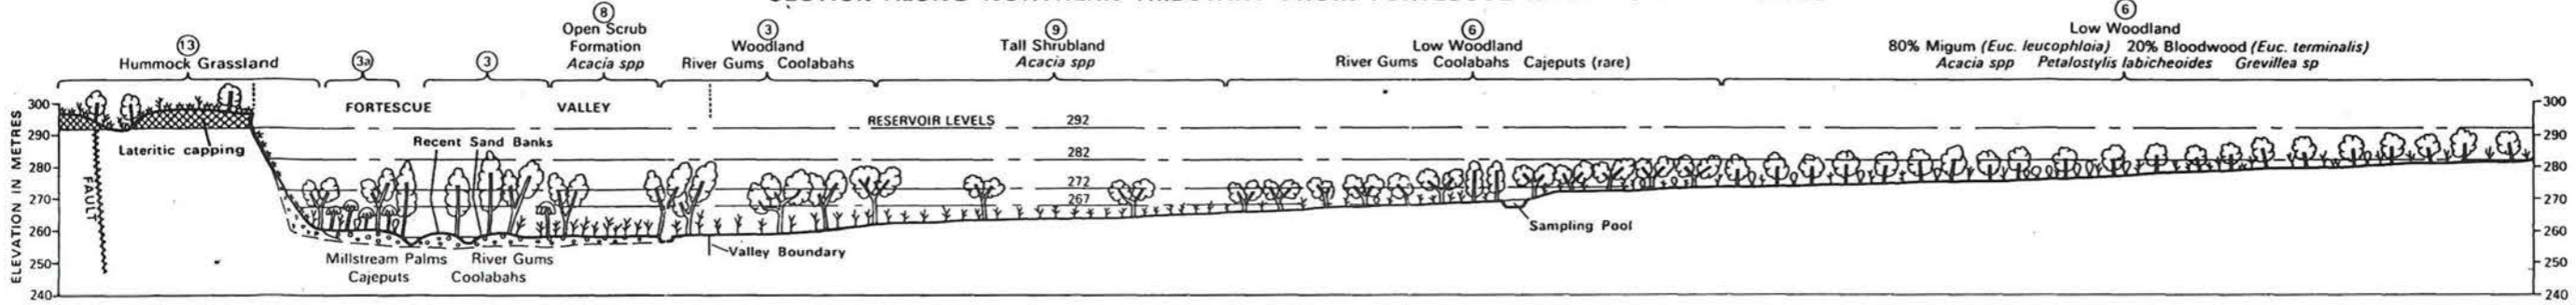 ⑧
Open Scrub
Formation
Acacia spp
⑬
Hummock Grassland
3a
③
③
Woodland
River Gums Coolabahs
⑨
Tall Shrubland
Acacia spp
⑥
Low Woodland
River Gums Coolabahs Cajeputs (rare)
⑥
Low Woodland
80% Migum (Euc. leucophloia) 20% Bloodwood (Euc. terminalis)
Acacia spp Petalostylis labicheoides Grevillea sp
ELEVATION IN METRES
300
290
280
270
260
250
240
FORTESCUE VALLEY
RESERVOIR LEVELS 292
282
272
267
Lateritic capping
FAULT
Recent Sand Banks
Millstream Palms
Cajeputs
River Gums
Coolabahs
Valley Boundary
Sampling Pool
300
290
280
270
260
250
240